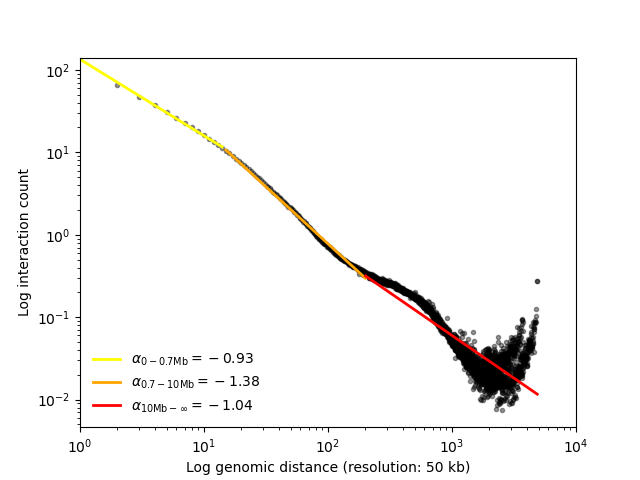 10²
10¹
10⁰
10⁻¹
10⁻²
Log interaction count
α₀₋₀.₇Mb = −0.93
α₀.₇₋₁₀Mb = −1.38
α₁₀Mb₋∞ = −1.04
10⁰ 10¹ 10² 10³ 10⁴
Log genomic distance (resolution: 50 kb)